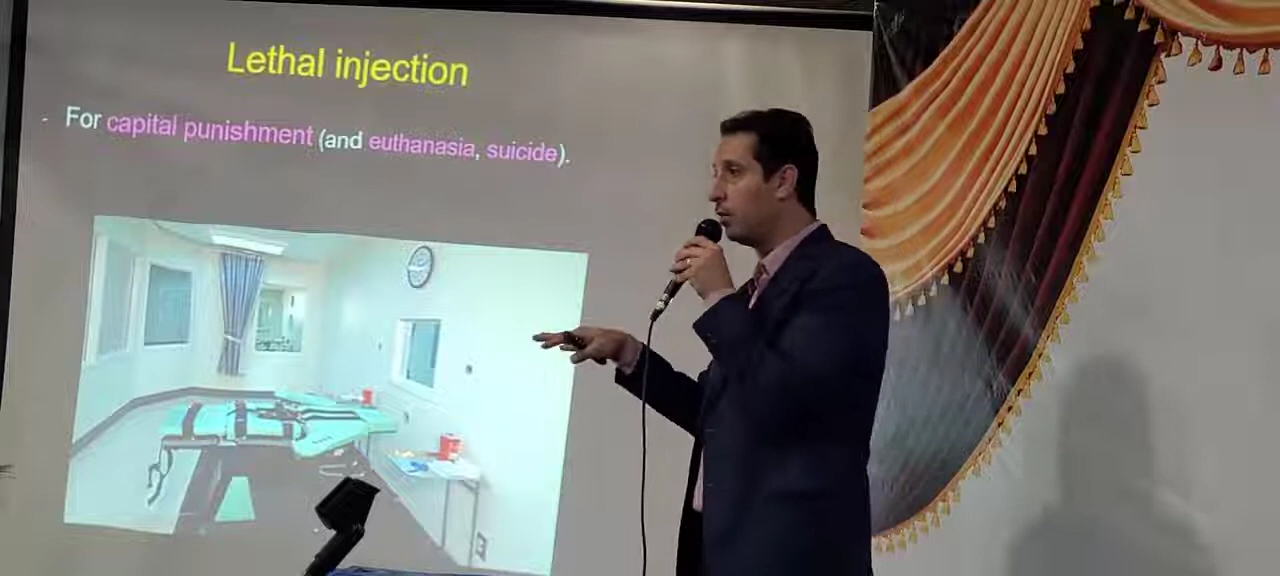 Lethal injection
- For capital punishment (and euthanasia, suicide).